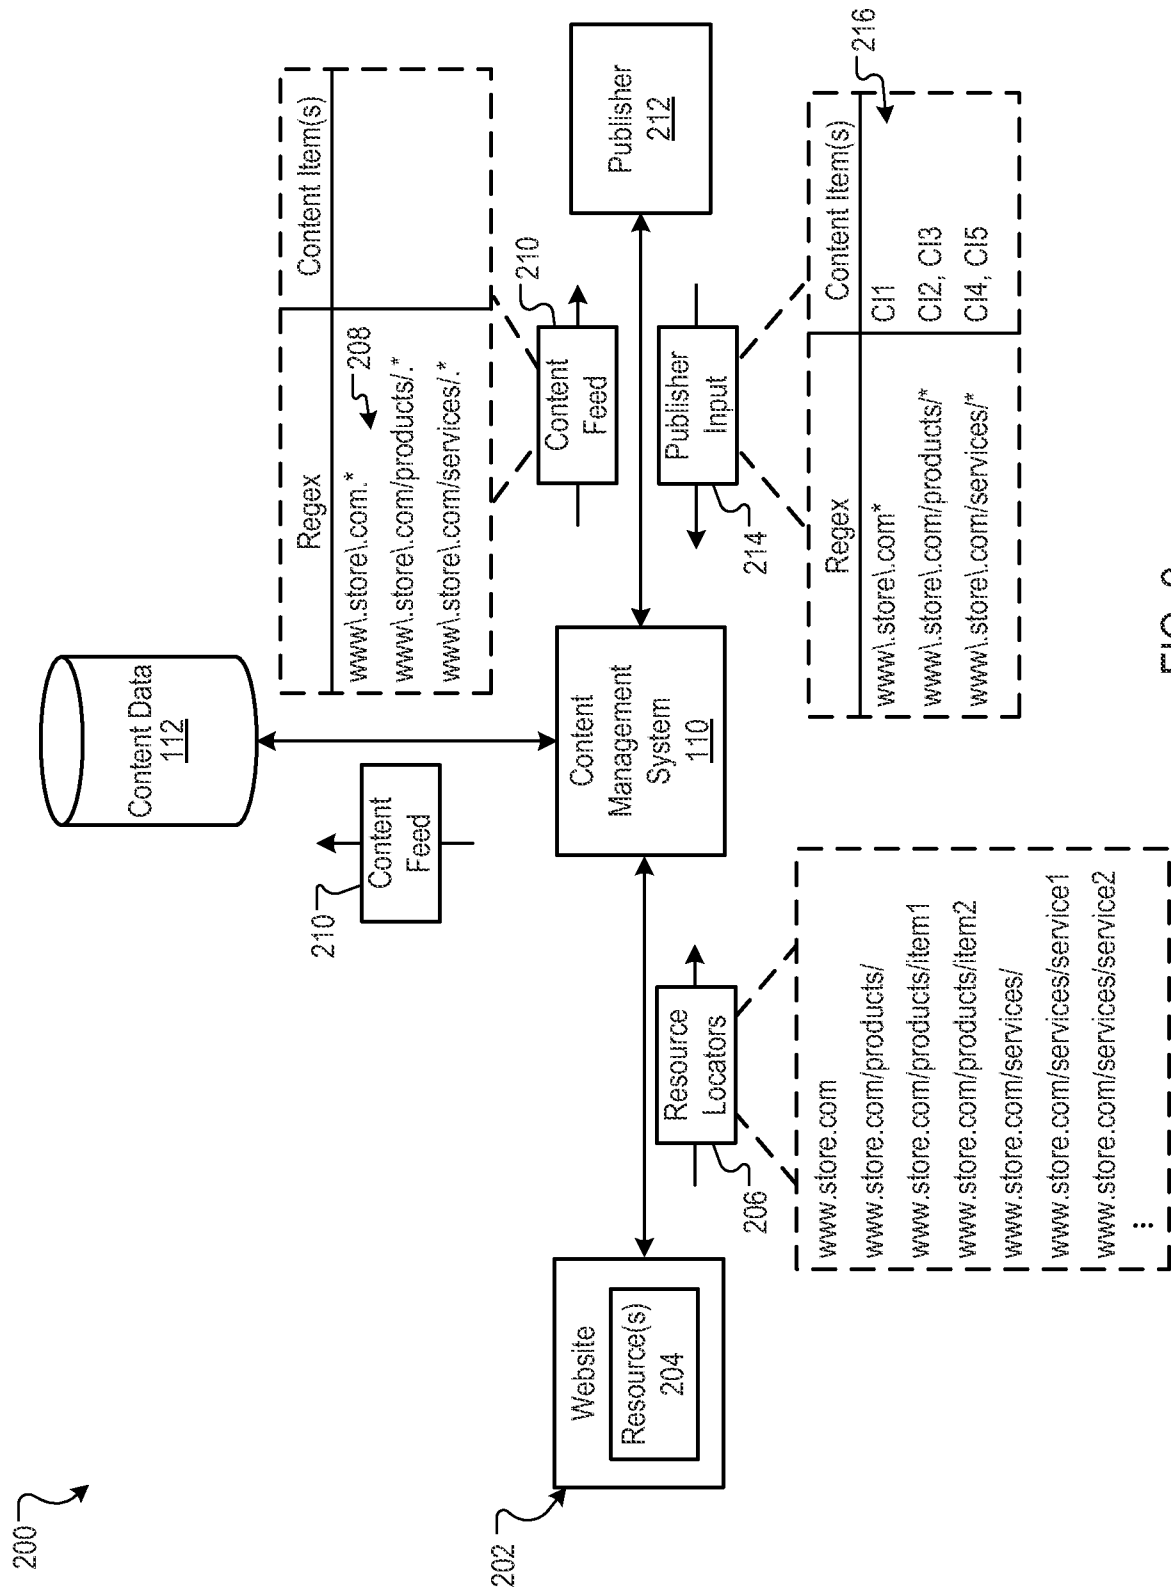 200
202
Website
Resource(s)
204
206
Resource
Locators
www.store.com
www.store.com/products/
www.store.com/products/item1
www.store.com/products/item2
www.store.com/services/
www.store.com/services/service1
www.store.com/services/service2
...
Content Data
112
210
Content
Feed
Content
Management
System
110
Regex
Content Item(s)
www\.store\.com.*
208
www\.store\.com/products/.*
www\.store\.com/services/.*
Content
Feed
210
Publisher
212
Publisher
Input
214
Regex
Content Item(s)
216
www\.store\.com*
CI1
www\.store\.com/products/*
CI2, CI3
www\.store\.com/services/*
CI4, CI5